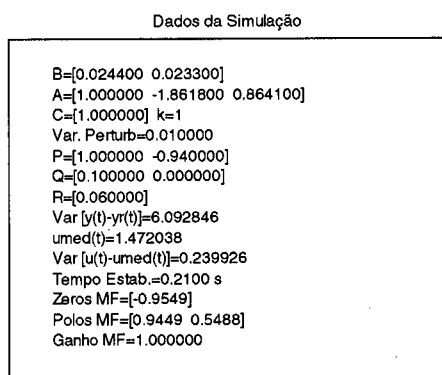 Dados da Simulação
B=[0.024400 0.023300]
A=[1.000000 -1.861800 0.864100]
C=[1.000000] k=1
Var. Perturb=0.010000
P=[1.000000 -0.940000]
Q=[0.100000 0.000000]
R=[0.060000]
Var [y(t)-yr(t)]=6.092846
umed(t)=1.472038
Var [u(t)-umed(t)]=0.239926
Tempo Estab.=0.2100 s
Zeros MF=[-0.9549]
Polos MF=[0.9449 0.5488]
Ganho MF=1.000000